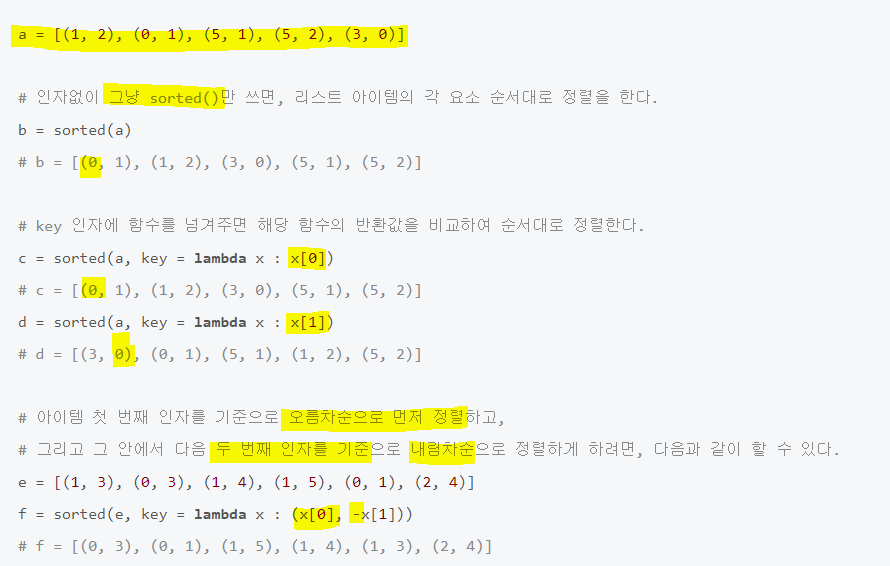 a = [(1, 2), (0, 1), (5, 1), (5, 2), (3, 0)]
# 인자없이 그냥 sorted()만 쓰면, 리스트 아이템의 각 요소 순서대로 정렬을 한다.
b = sorted(a)
# b = [(0, 1), (1, 2), (3, 0), (5, 1), (5, 2)]
# key 인자에 함수를 넘겨주면 해당 함수의 반환값을 비교하여 순서대로 정렬한다.
c = sorted(a, key = lambda x : x[0])
# c = [(0, 1), (1, 2), (3, 0), (5, 1), (5, 2)]
d = sorted(a, key = lambda x : x[1])
# d = [(3, 0), (0, 1), (5, 1), (1, 2), (5, 2)]
# 아이템 첫 번째 인자를 기준으로 오름차순으로 먼저 정렬하고,
# 그리고 그 안에서 다음 두 번째 인자를 기준으로 내림차순으로 정렬하게 하려면, 다음과 같이 할 수 있다.
e = [(1, 3), (0, 3), (1, 4), (1, 5), (0, 1), (2, 4)]
f = sorted(e, key = lambda x : (x[0], -x[1]))
# f = [(0, 3), (0, 1), (1, 5), (1, 4), (1, 3), (2, 4)]